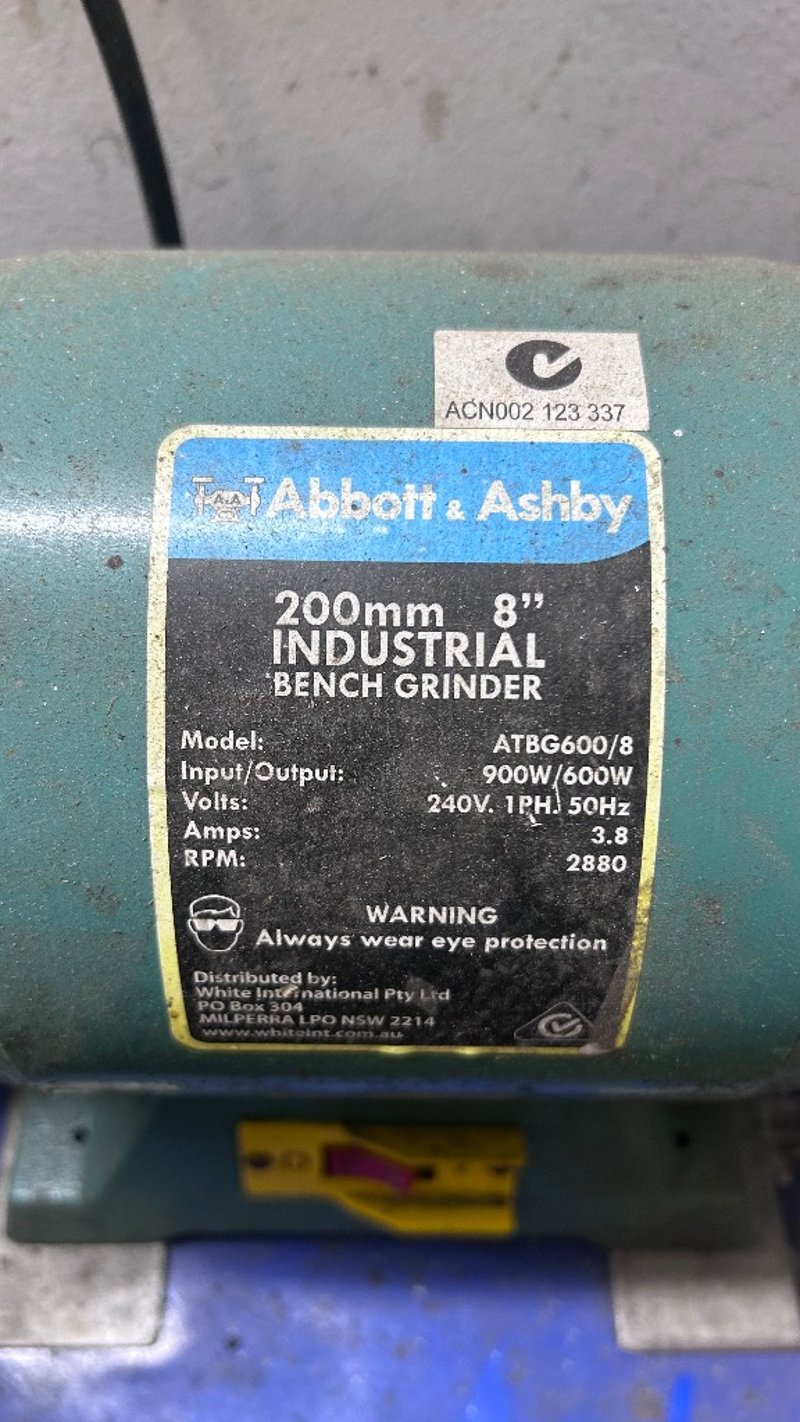 ACN002 123 337
Abbott & Ashby
200mm 8”
INDUSTRIAL
BENCH GRINDER
Model: ATBG600/8
Input/Output: 900W/600W
Volts: 240V. 1PH. 50Hz
Amps: 3.8
RPM: 2880
WARNING
Always wear eye protection
Distributed by:
White International Pty Ltd
PO Box 304
MILPERRA LPO NSW 2214
www.whiteint.com.au